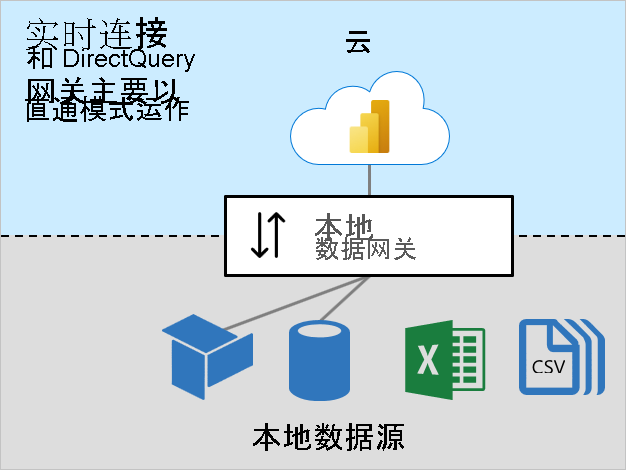 实时连接
和 DirectQuery
网关主要以
直通模式运作
云
本地
数据网关
X
CSV
本地数据源